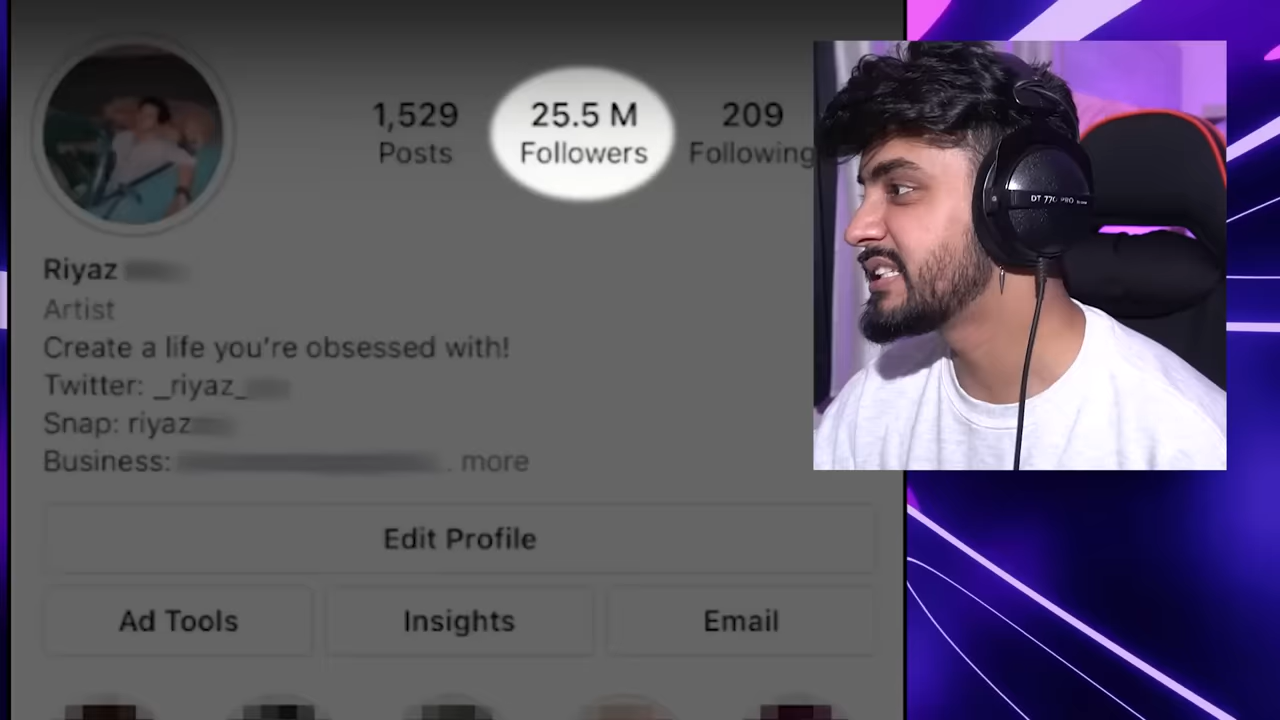 1,529
Posts
25.5 M
Followers
209
Following
Riyaz
Artist
Create a life you're obsessed with!
Twitter: _riyaz_
Snap: riyaz
Business: . more
Edit Profile
Ad Tools
Insights
Email
DT 770 PRO